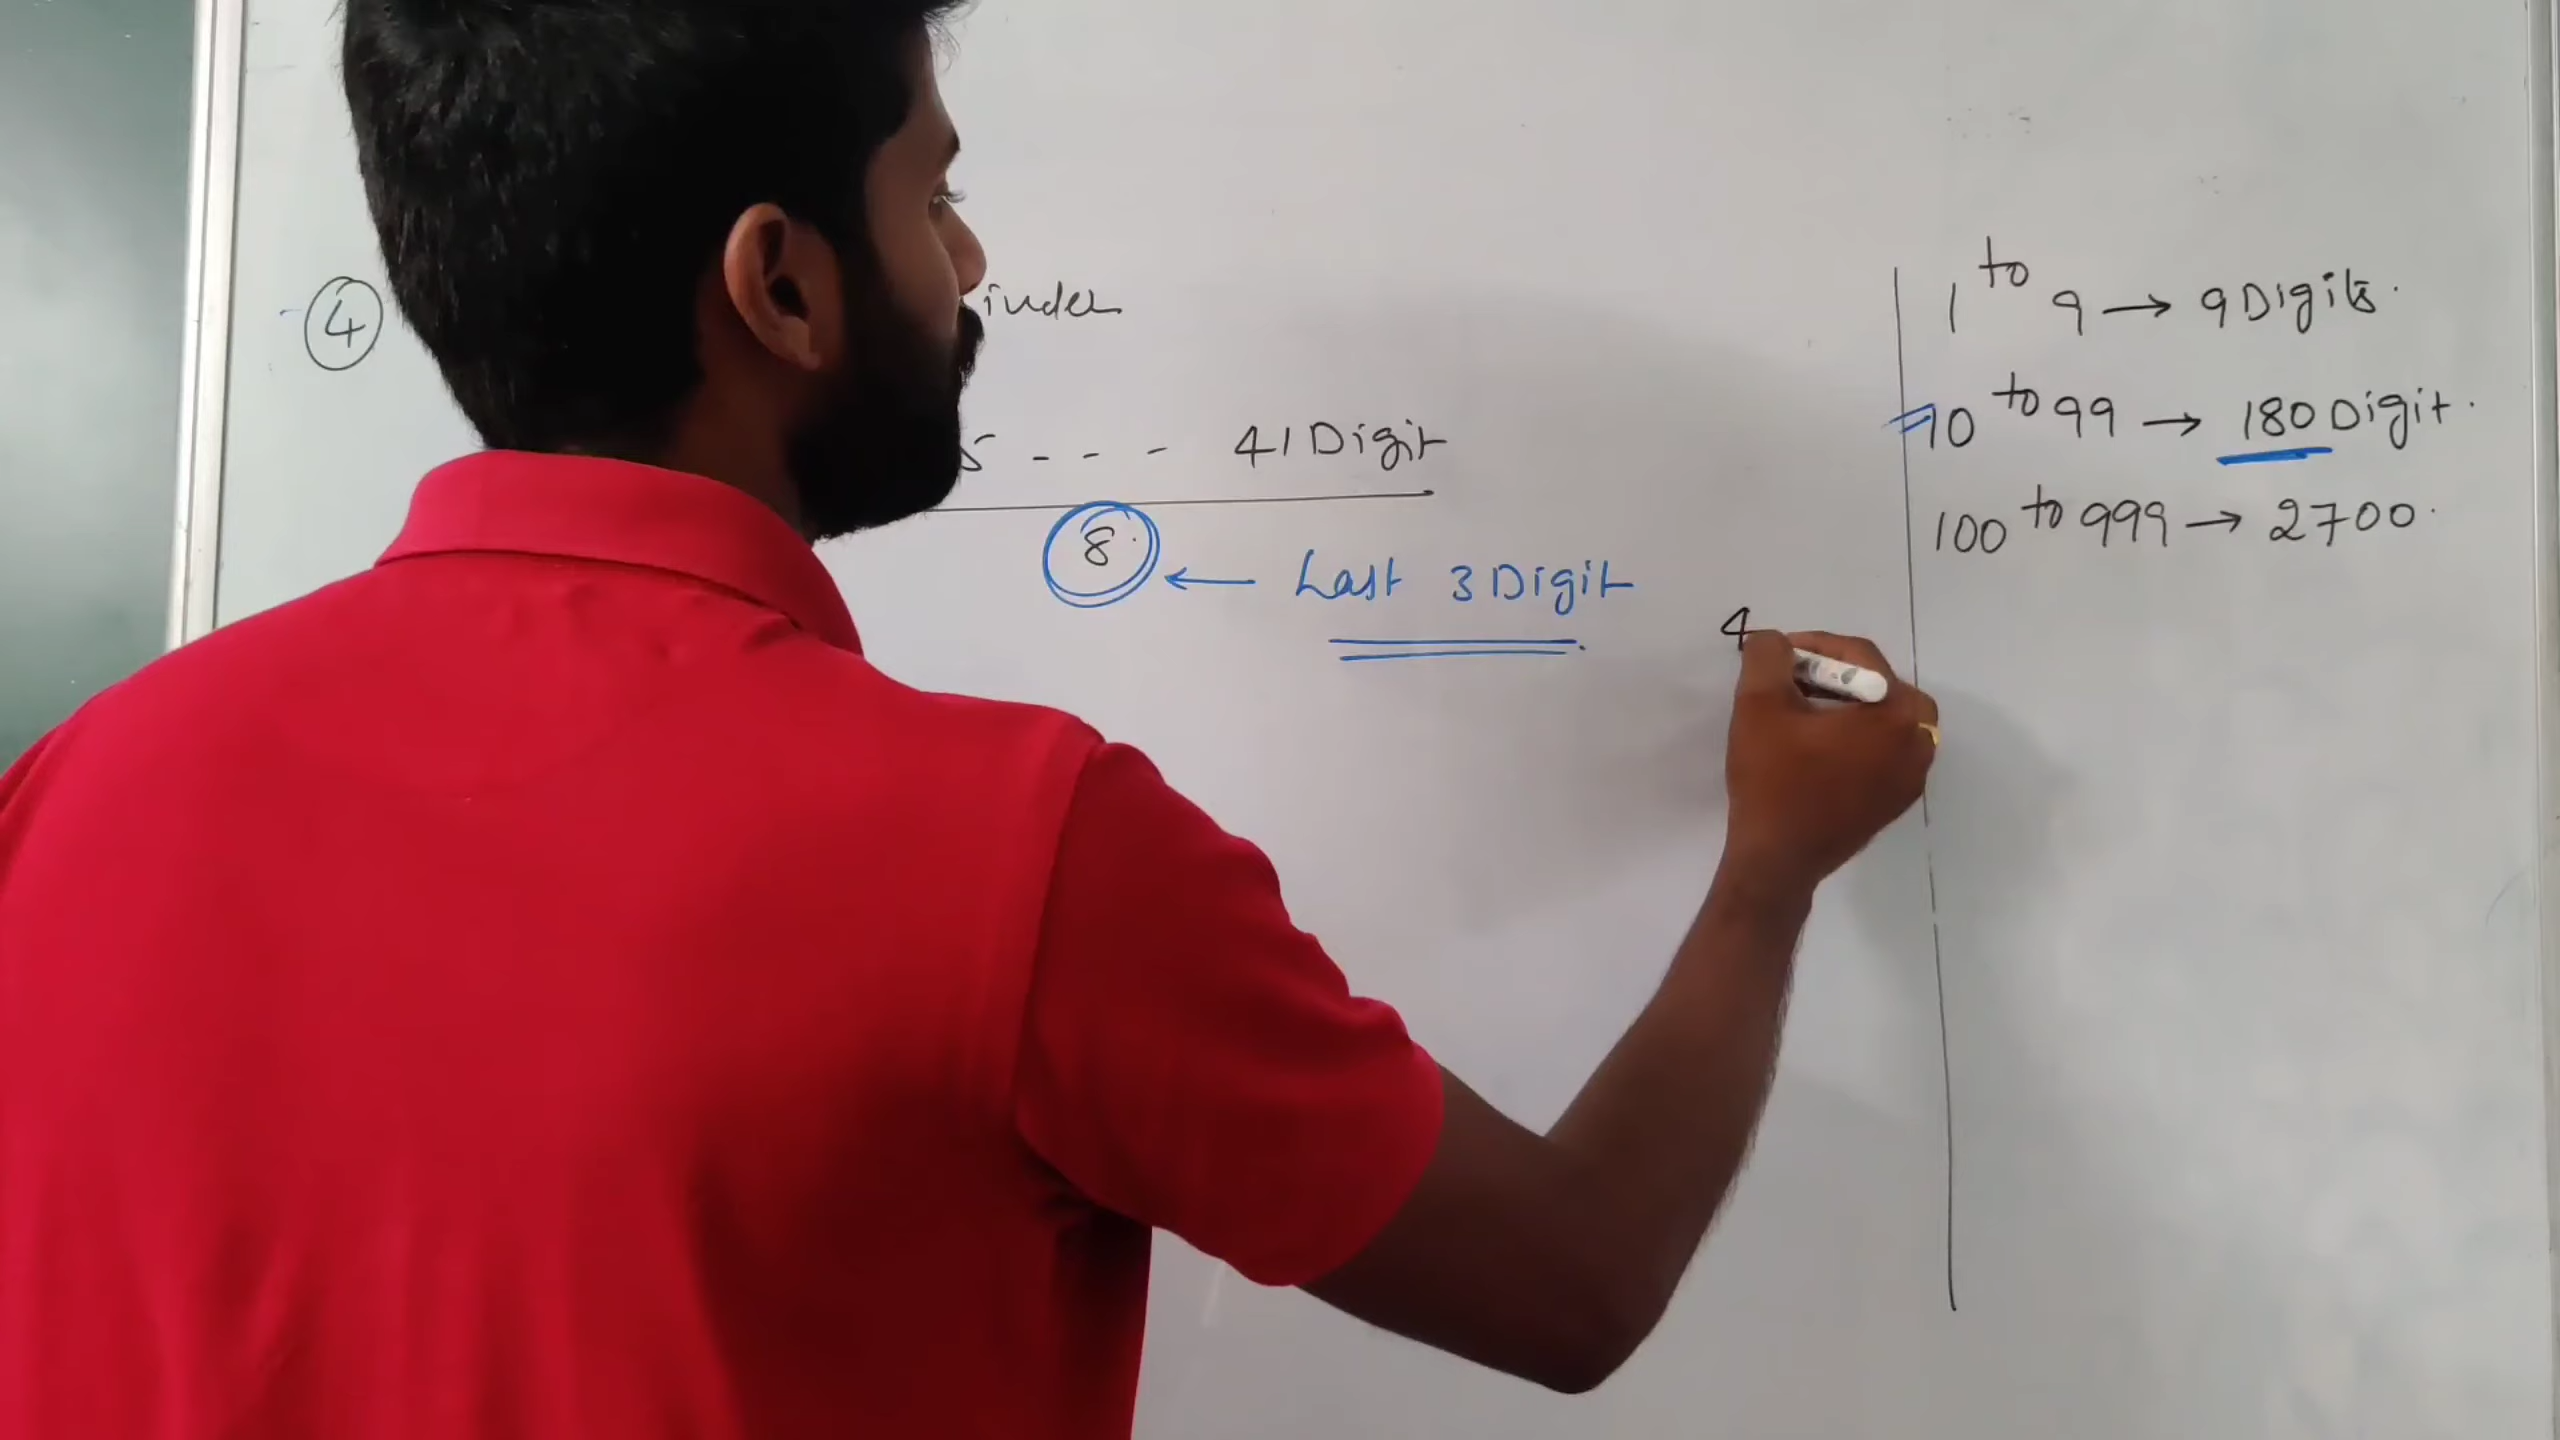 4
5 - - - 41 Digit
8 ← Last 3 Digit
4
1 to 9 → 9 Digits.
10 to 99 → 180 Digit.
100 to 999 → 2700.